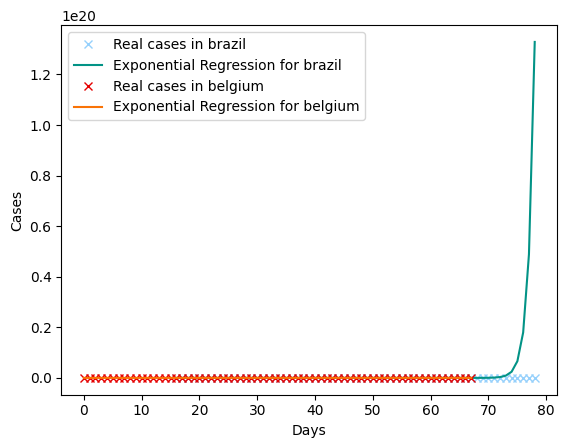 1e20
Real cases in brazil
Exponential Regression for brazil
Real cases in belgium
Exponential Regression for belgium
1.2
1.0
0.8
0.6
0.4
0.2
0.0
Cases
0 10 20 30 40 50 60 70 80
Days